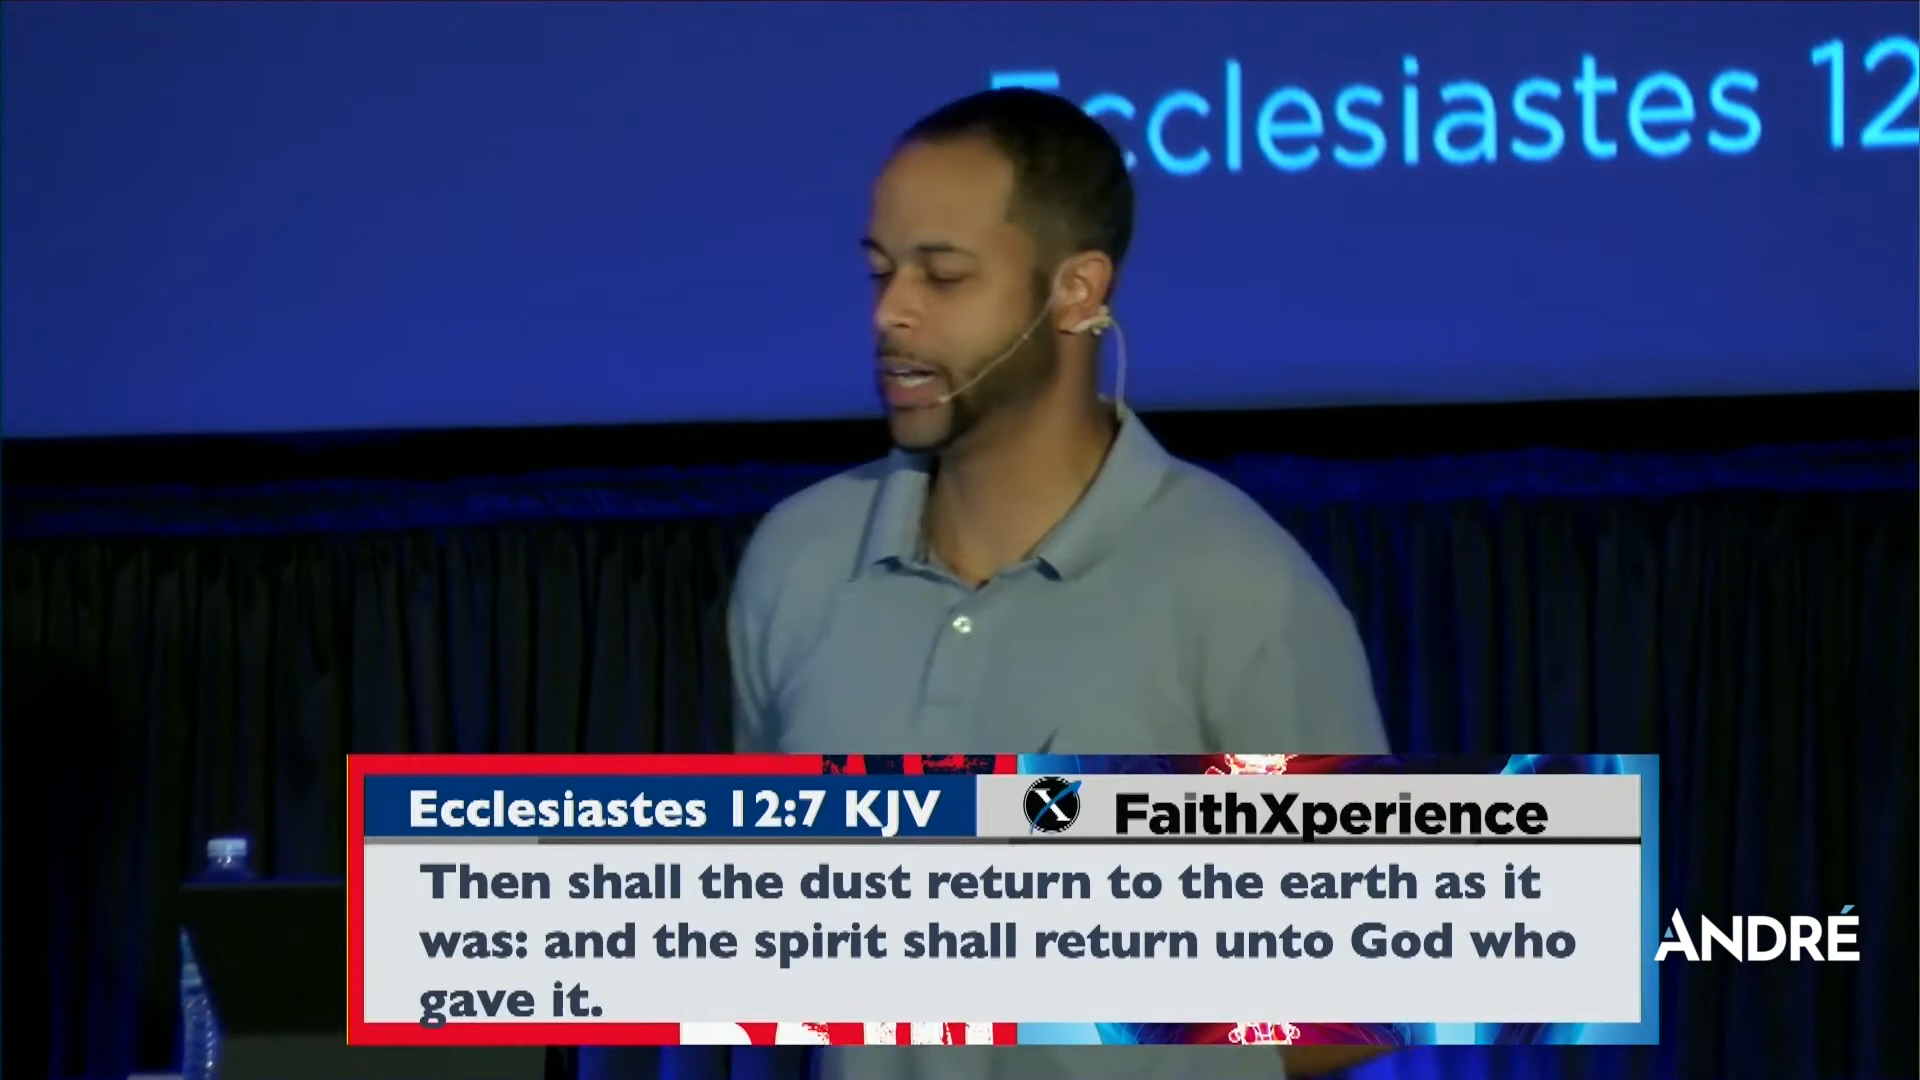 Ecclesiastes 12
Ecclesiastes 12:7 KJV
FaithXperience
Then shall the dust return to the earth as it
was: and the spirit shall return unto God who
gave it.
ANDRÉ